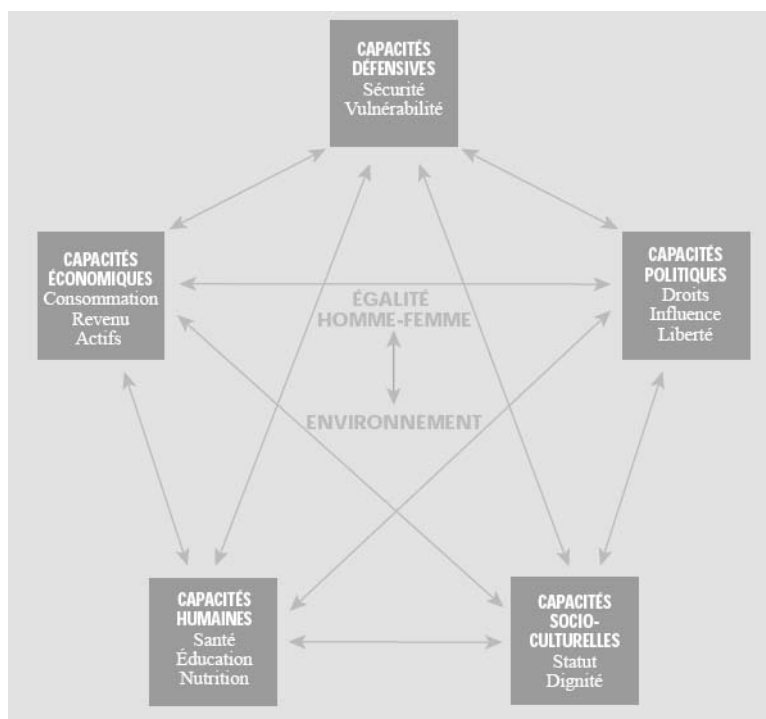 CAPACITÉS
DÉFENSIVES
Sécurité
Vulnérabilité
CAPACITÉS
ÉCONOMIQUES
Consommation
Revenu
Actifs
CAPACITÉS
POLITIQUES
Droits
Influence
Liberté
ÉGALITÉ
HOMME-FEMME
ENVIRONNEMENT
CAPACITÉS
HUMAINES
Santé
Éducation
Nutrition
CAPACITÉS
SOCIO-
CULTURELLES
Statut
Dignité